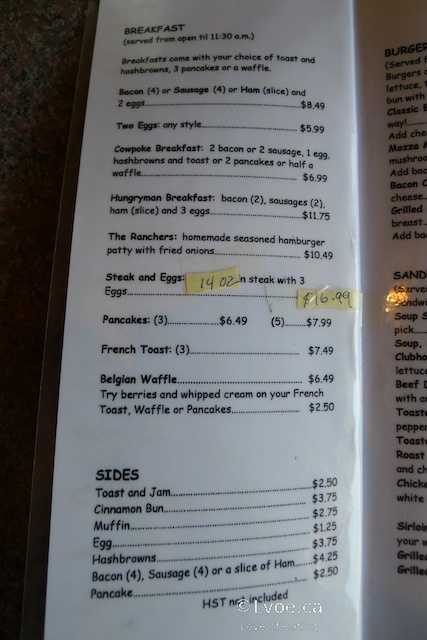 BREAKFAST
(served from open til 11:30 a.m.)
Breakfasts come with your choice of toast and
hashbrowns, 3 pancakes or a waffle.
Bacon (4) or Sausage (4) or Ham (slice) and
2 eggs............$8.49
Two Eggs: any style............$5.99
Cowpoke Breakfast: 2 bacon or 2 sausage, 1 egg,
hashbrowns and toast or 2 pancakes or half a
waffle............$6.99
Hungryman Breakfast: bacon (2), sausages (2),
ham (slice) and 3 eggs............$11.75
The Ranchers: homemade seasoned hamburger
patty with fried onions............$10.49
Steak and Eggs: 14 oz n steak with 3
Eggs............$16.99
Pancakes: (3)............$6.49 (5)......$7.99
French Toast: (3)............$7.49
Belgian Waffle............$6.49
Try berries and whipped cream on your French
Toast, Waffle or Pancakes............$2.50
SIDES
Toast and Jam............$2.50
Cinnamon Bun............$3.75
Muffin............$2.75
Egg............$1.25
Hashbrowns............$3.75
Bacon (4), Sausage (4) or a slice of Ham....$4.25
Pancake............$2.50
HST not included
BURGER
(Served
Burgers
lettuce,
bun with
Classic
way!
Add che
Mozza
mushroo
Add bac
Bacon
cheese
Grilled
breast
Add ba
SAND
Soup
pick
Soup,
Clubho
lettuc
Beef
with a
Toast
pepper
Toast
Roast
and ch
Chicke
white
Sirloin
your
Grille
Grille